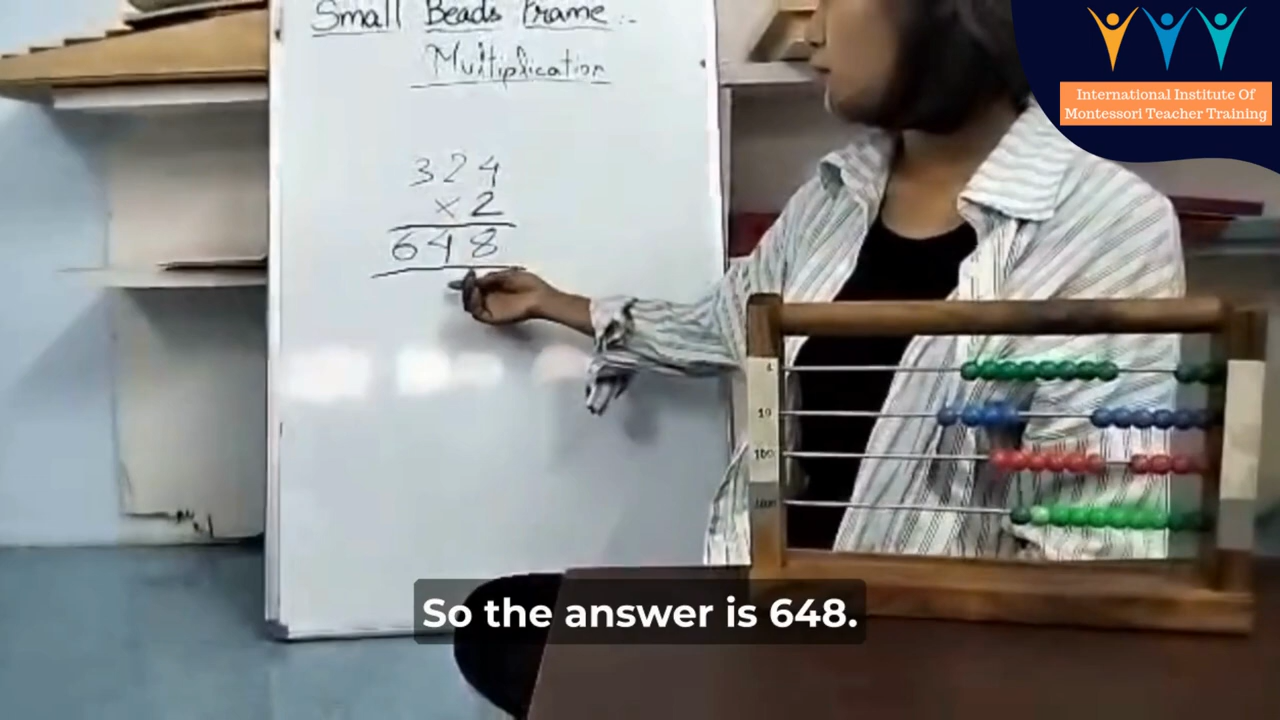 Small Beads Frame :-
Multiplication
324
×2
648
International Institute Of
Montessori Teacher Training
1
10
100
1000
So the answer is 648.